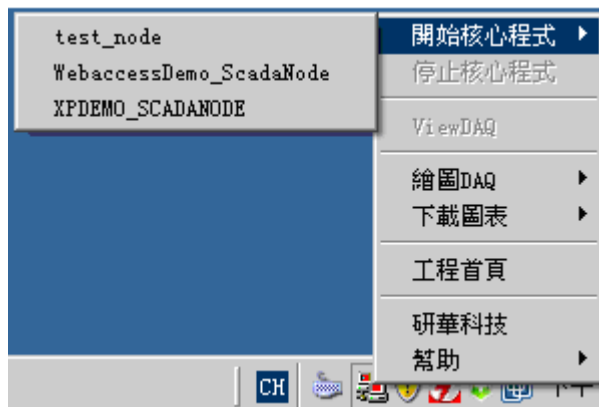 test_node
WebaccessDemo_ScadaNode
XPDEMO_SCADANODE
開始核心程式
停止核心程式
ViewDAQ
繪圖DAQ
下載圖表
工程首頁
研華科技
幫助
CH